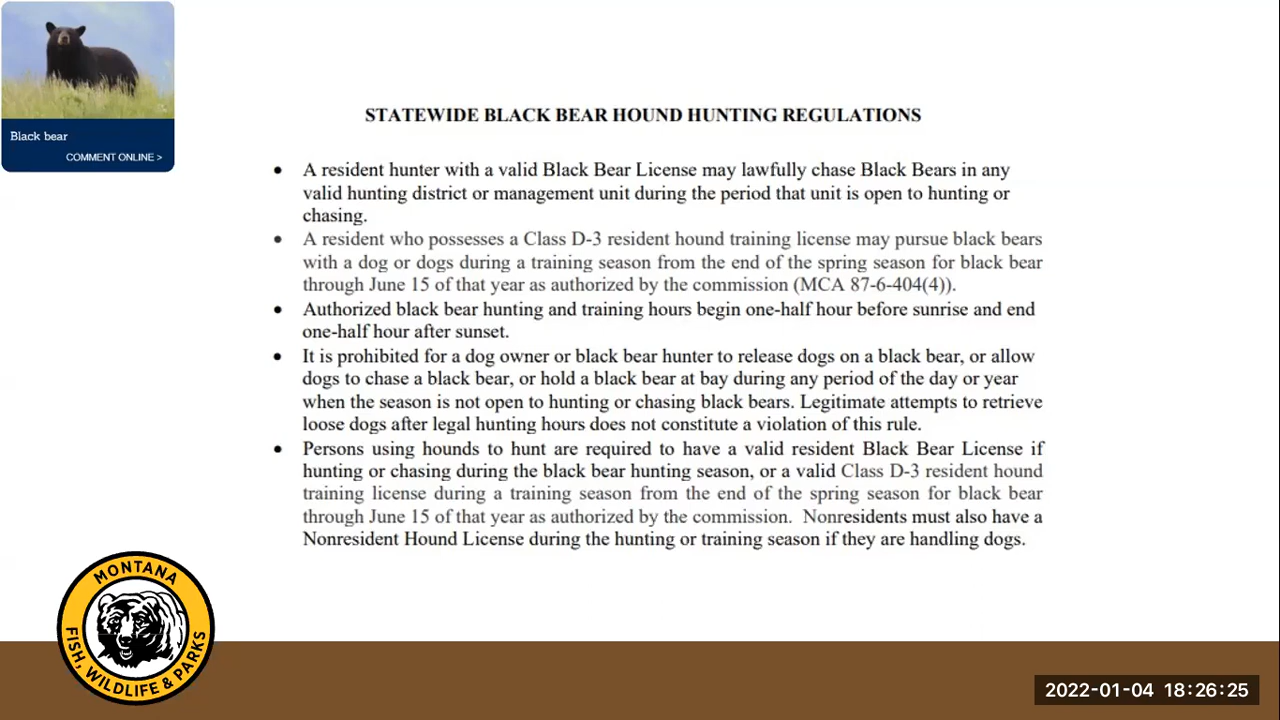 Black bear
COMMENT ONLINE >
STATEWIDE BLACK BEAR HOUND HUNTING REGULATIONS
• A resident hunter with a valid Black Bear License may lawfully chase Black Bears in any
valid hunting district or management unit during the period that unit is open to hunting or
chasing.
• A resident who possesses a Class D-3 resident hound training license may pursue black bears
with a dog or dogs during a training season from the end of the spring season for black bear
through June 15 of that year as authorized by the commission (MCA 87-6-404(4)).
• Authorized black bear hunting and training hours begin one-half hour before sunrise and end
one-half hour after sunset.
• It is prohibited for a dog owner or black bear hunter to release dogs on a black bear, or allow
dogs to chase a black bear, or hold a black bear at bay during any period of the day or year
when the season is not open to hunting or chasing black bears. Legitimate attempts to retrieve
loose dogs after legal hunting hours does not constitute a violation of this rule.
• Persons using hounds to hunt are required to have a valid resident Black Bear License if
hunting or chasing during the black bear hunting season, or a valid Class D-3 resident hound
training license during a training season from the end of the spring season for black bear
through June 15 of that year as authorized by the commission. Nonresidents must also have a
Nonresident Hound License during the hunting or training season if they are handling dogs.
MONTANA
FISH, WILDLIFE & PARKS
2022-01-04 18:26:25